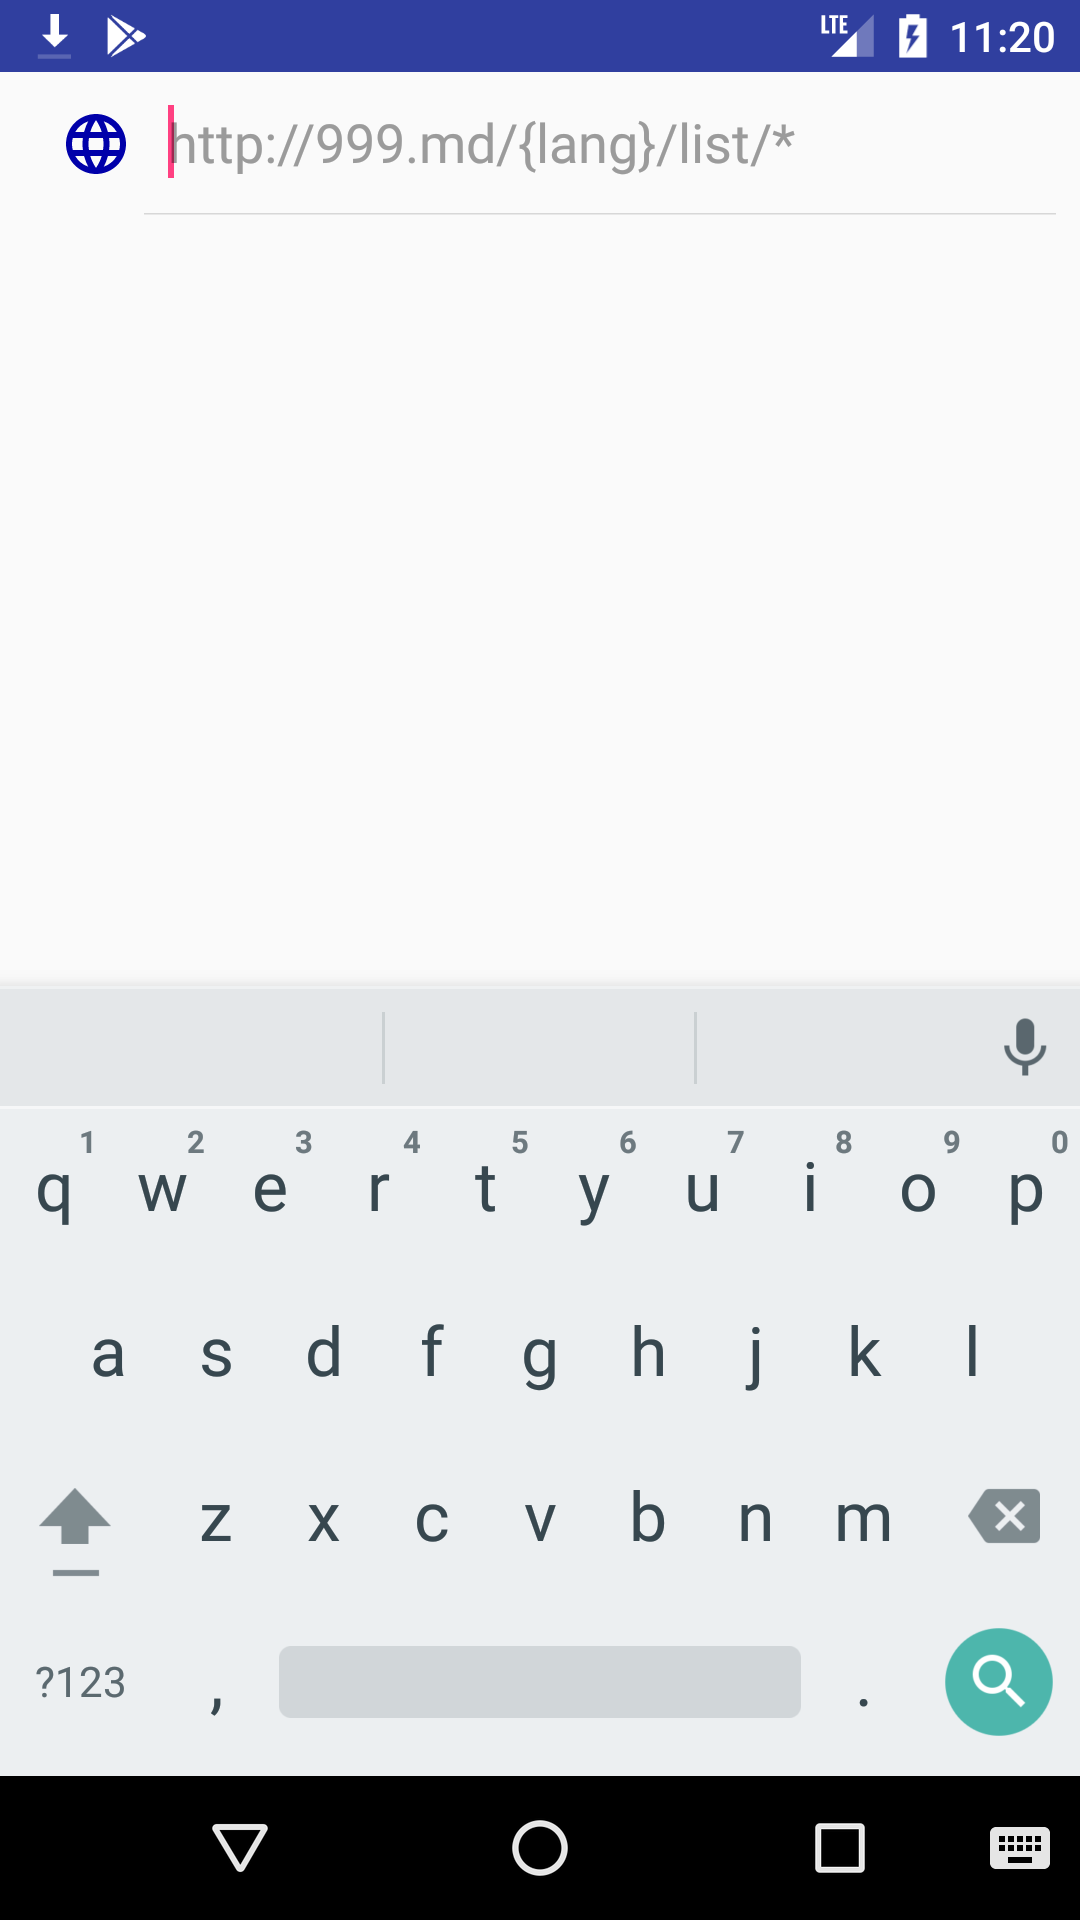 LTE 11:20
http://999.md/{lang}/list/*
1 2 3 4 5 6 7 8 9 0
q w e r t y u i o p
a s d f g h j k l
z x c v b n m
?123 , .